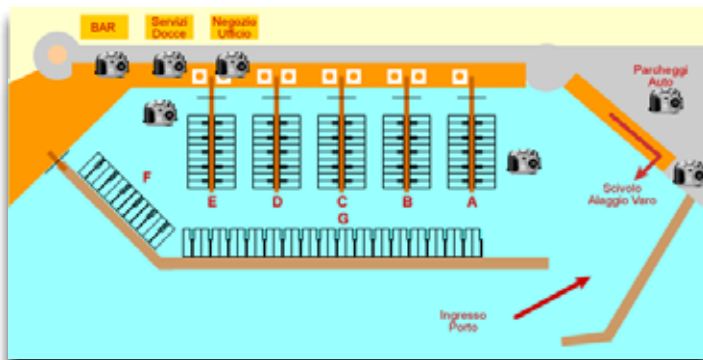 BAR
Servizi
Docce
Negozio
Ufficio
Parcheggi
Auto
F
E
D
C
B
A
G
Scivolo
Alaggio Varo
Ingresso
Porto